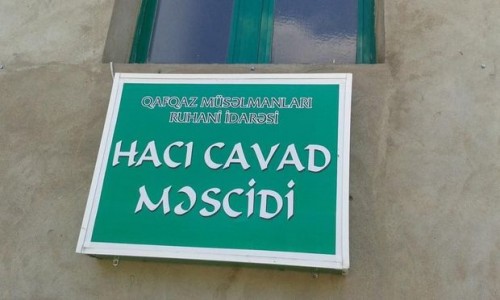 QAFQAZ MÜSƏLMANLARI
RUHANİ İDARƏSİ
HACI CAVAD
MƏSCİDİ